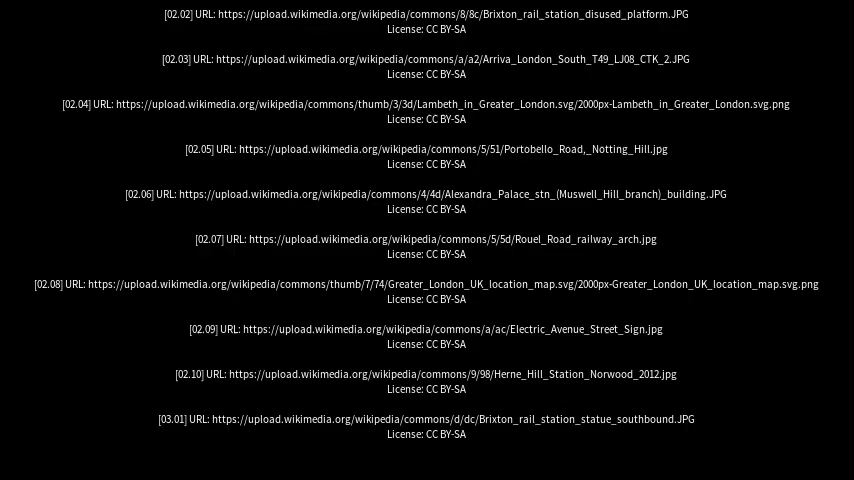 [02.02] URL: https://upload.wikimedia.org/wikipedia/commons/8/8c/Brixton_rail_station_disused_platform.JPG
License: CC BY-SA
[02.03] URL: https://upload.wikimedia.org/wikipedia/commons/a/a2/Arriva_London_South_T49_LJ08_CTK_2.JPG
License: CC BY-SA
[02.04] URL: https://upload.wikimedia.org/wikipedia/commons/thumb/3/3d/Lambeth_in_Greater_London.svg/2000px-Lambeth_in_Greater_London.svg.png
License: CC BY-SA
[02.05] URL: https://upload.wikimedia.org/wikipedia/commons/5/51/Portobello_Road,_Notting_Hill.jpg
License: CC BY-SA
[02.06] URL: https://upload.wikimedia.org/wikipedia/commons/4/4d/Alexandra_Palace_stn_(Muswell_Hill_branch)_building.JPG
License: CC BY-SA
[02.07] URL: https://upload.wikimedia.org/wikipedia/commons/5/5d/Rouel_Road_railway_arch.jpg
License: CC BY-SA
[02.08] URL: https://upload.wikimedia.org/wikipedia/commons/thumb/7/74/Greater_London_UK_location_map.svg/2000px-Greater_London_UK_location_map.svg.png
License: CC BY-SA
[02.09] URL: https://upload.wikimedia.org/wikipedia/commons/a/ac/Electric_Avenue_Street_Sign.jpg
License: CC BY-SA
[02.10] URL: https://upload.wikimedia.org/wikipedia/commons/9/98/Herne_Hill_Station_Norwood_2012.jpg
License: CC BY-SA
[03.01] URL: https://upload.wikimedia.org/wikipedia/commons/d/dc/Brixton_rail_station_statue_southbound.JPG
License: CC BY-SA